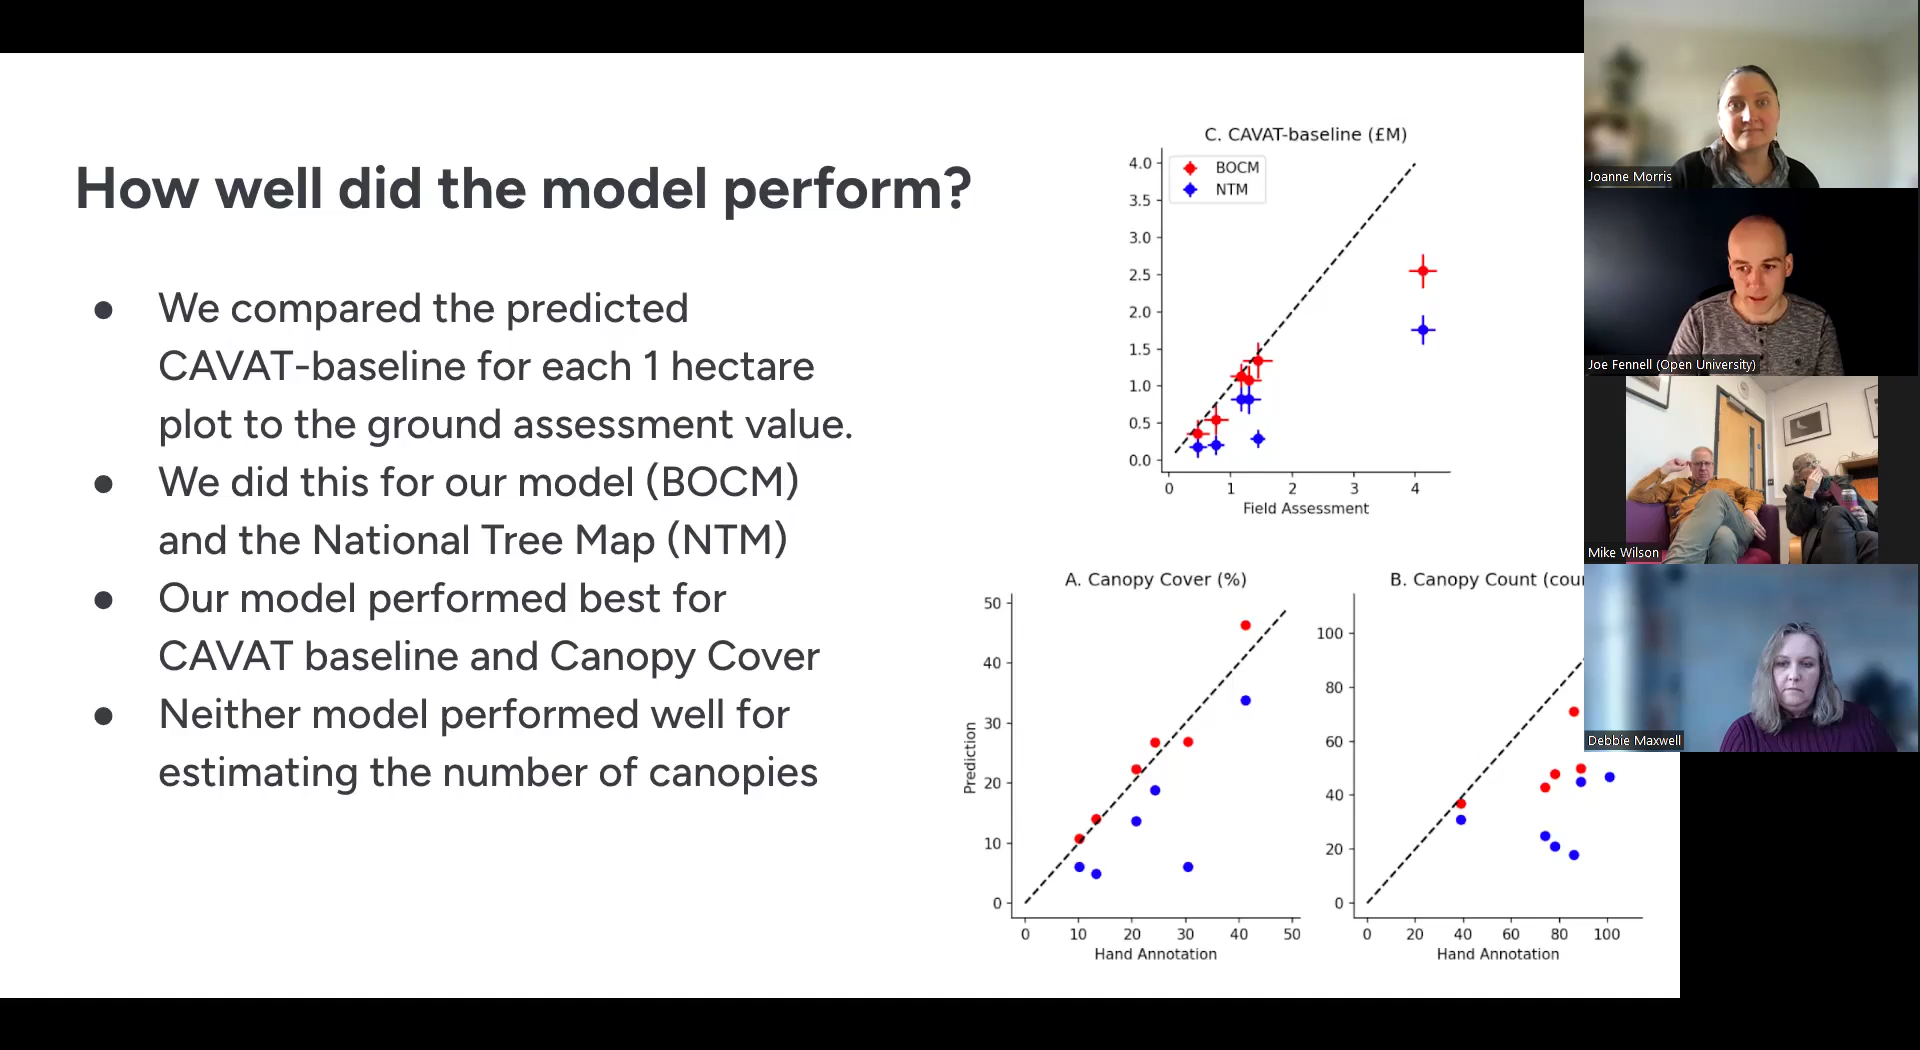 How well did the model perform?
● We compared the predicted
CAVAT-baseline for each 1 hectare
plot to the ground assessment value.
● We did this for our model (BOCM)
and the National Tree Map (NTM)
● Our model performed best for
CAVAT baseline and Canopy Cover
● Neither model performed well for
estimating the number of canopies
C. CAVAT-baseline (£M)
BOCM
NTM
4.0
3.5
3.0
2.5
2.0
1.5
1.0
0.5
0.0
0 1 2 3 4
Field Assessment
A. Canopy Cover (%)
50
40
30
20
10
0
Prediction
0 10 20 30 40 50
Hand Annotation
B. Canopy Count (cou
100
80
60
40
20
0
0 20 40 60 80 100
Hand Annotation
Joanne Morris
Joe Fennell (Open University)
Mike Wilson
Debbie Maxwell